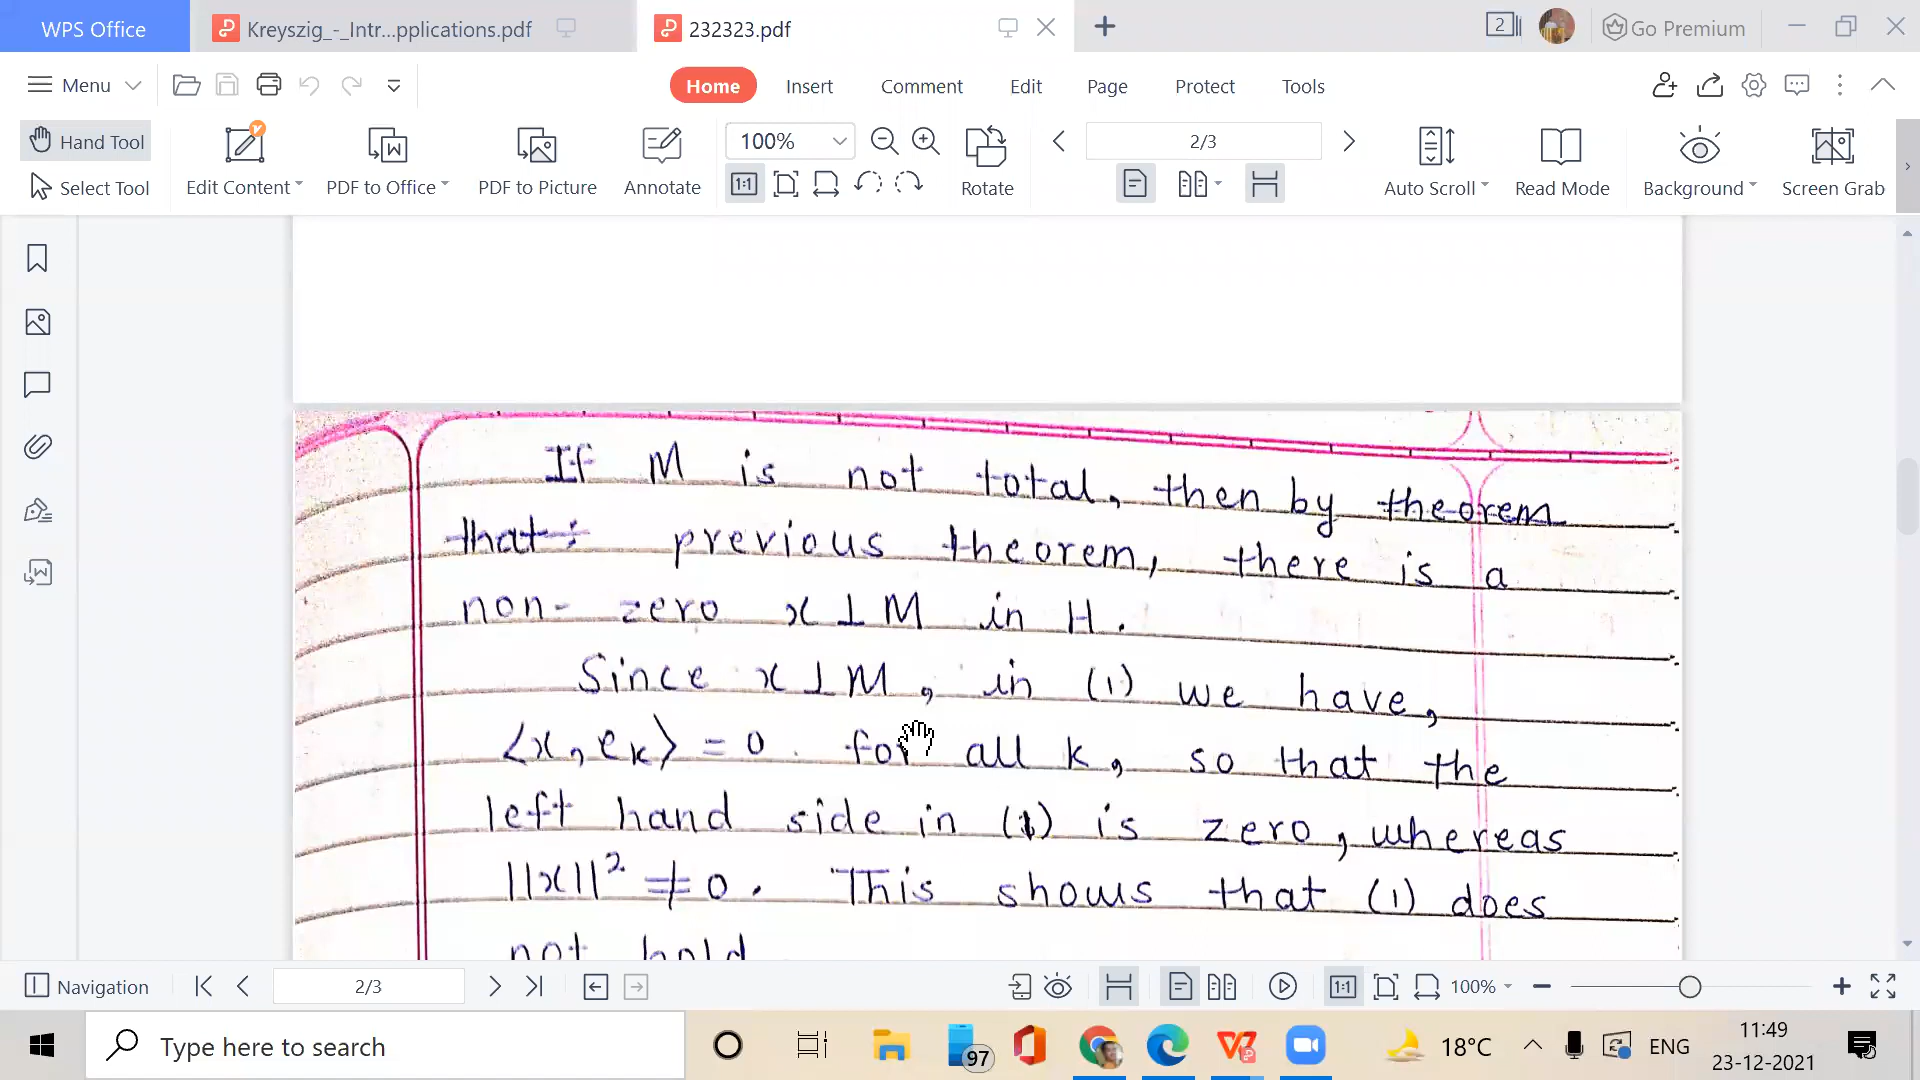 WPS Office
Kreyszig_-_Intr...pplications.pdf
232323.pdf
2
Go Premium
Menu
Home
Insert
Comment
Edit
Page
Protect
Tools
Hand Tool
Select Tool
Edit Content
PDF to Office
PDF to Picture
Annotate
100%
1:1
Rotate
2/3
Auto Scroll
Read Mode
Background
Screen Grab
If M is not total, then by theorem
that : previous theorem, there is a
non-zero x ⊥ M in H.
Since x ⊥ M, in (1) we have,
⟨x, eₖ⟩ = 0. for all k, so that the
left hand side in (1) is zero, whereas
||x||² ≠ 0. This shows that (1) does
not hold
Navigation
2/3
1:1
100%
Type here to search
97
18°C
ENG
11:49
23-12-2021